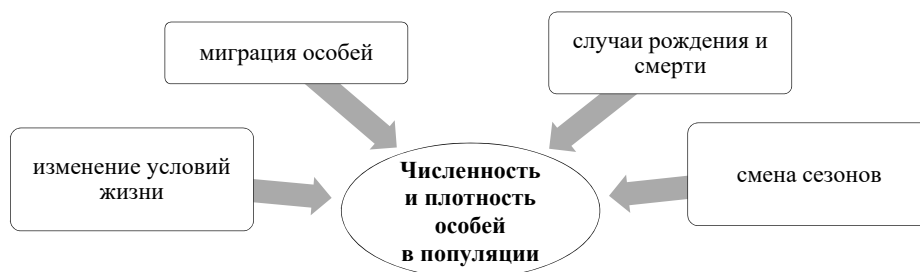 миграция особей
случаи рождения и
смерти
изменение условий
жизни
Численность
и плотность
особей
в популяции
смена сезонов